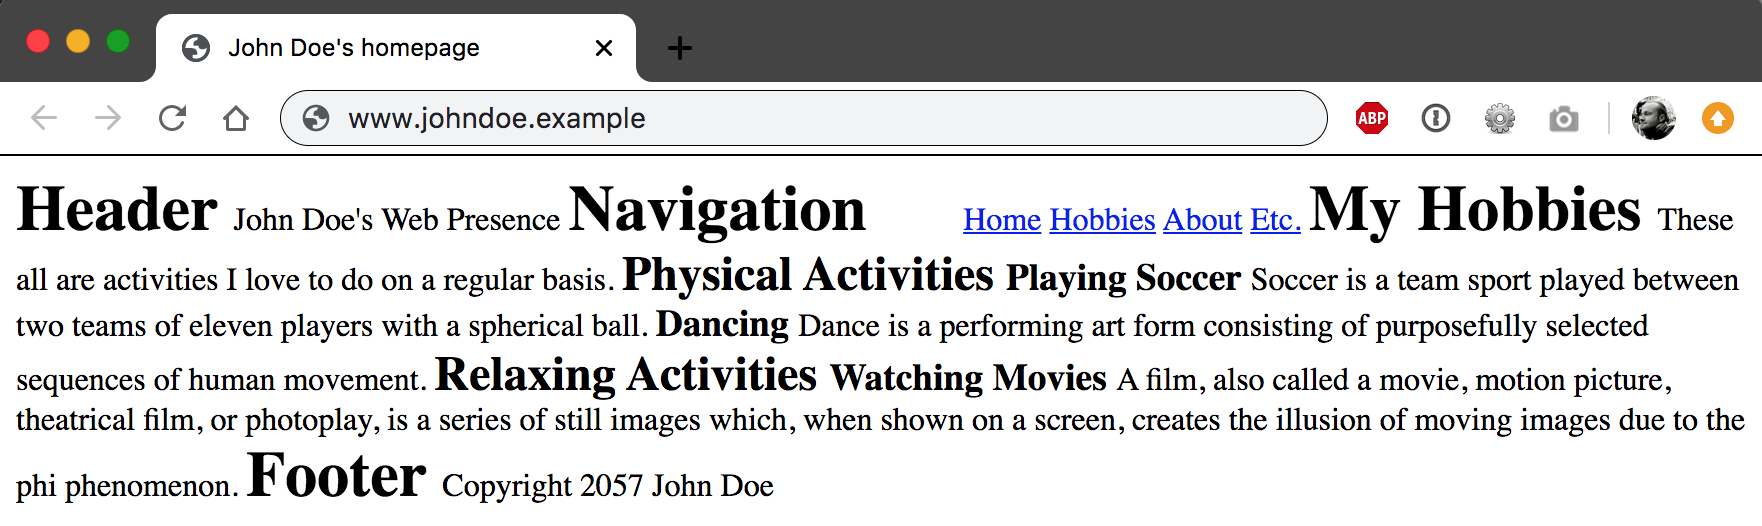 John Doe's homepage
www.johndoe.example
ABP
Header John Doe's Web Presence Navigation Home Hobbies About Etc. My Hobbies These
all are activities I love to do on a regular basis. Physical Activities Playing Soccer Soccer is a team sport played between
two teams of eleven players with a spherical ball. Dancing Dance is a performing art form consisting of purposefully selected
sequences of human movement. Relaxing Activities Watching Movies A film, also called a movie, motion picture,
theatrical film, or photoplay, is a series of still images which, when shown on a screen, creates the illusion of moving images due to the
phi phenomenon. Footer Copyright 2057 John Doe